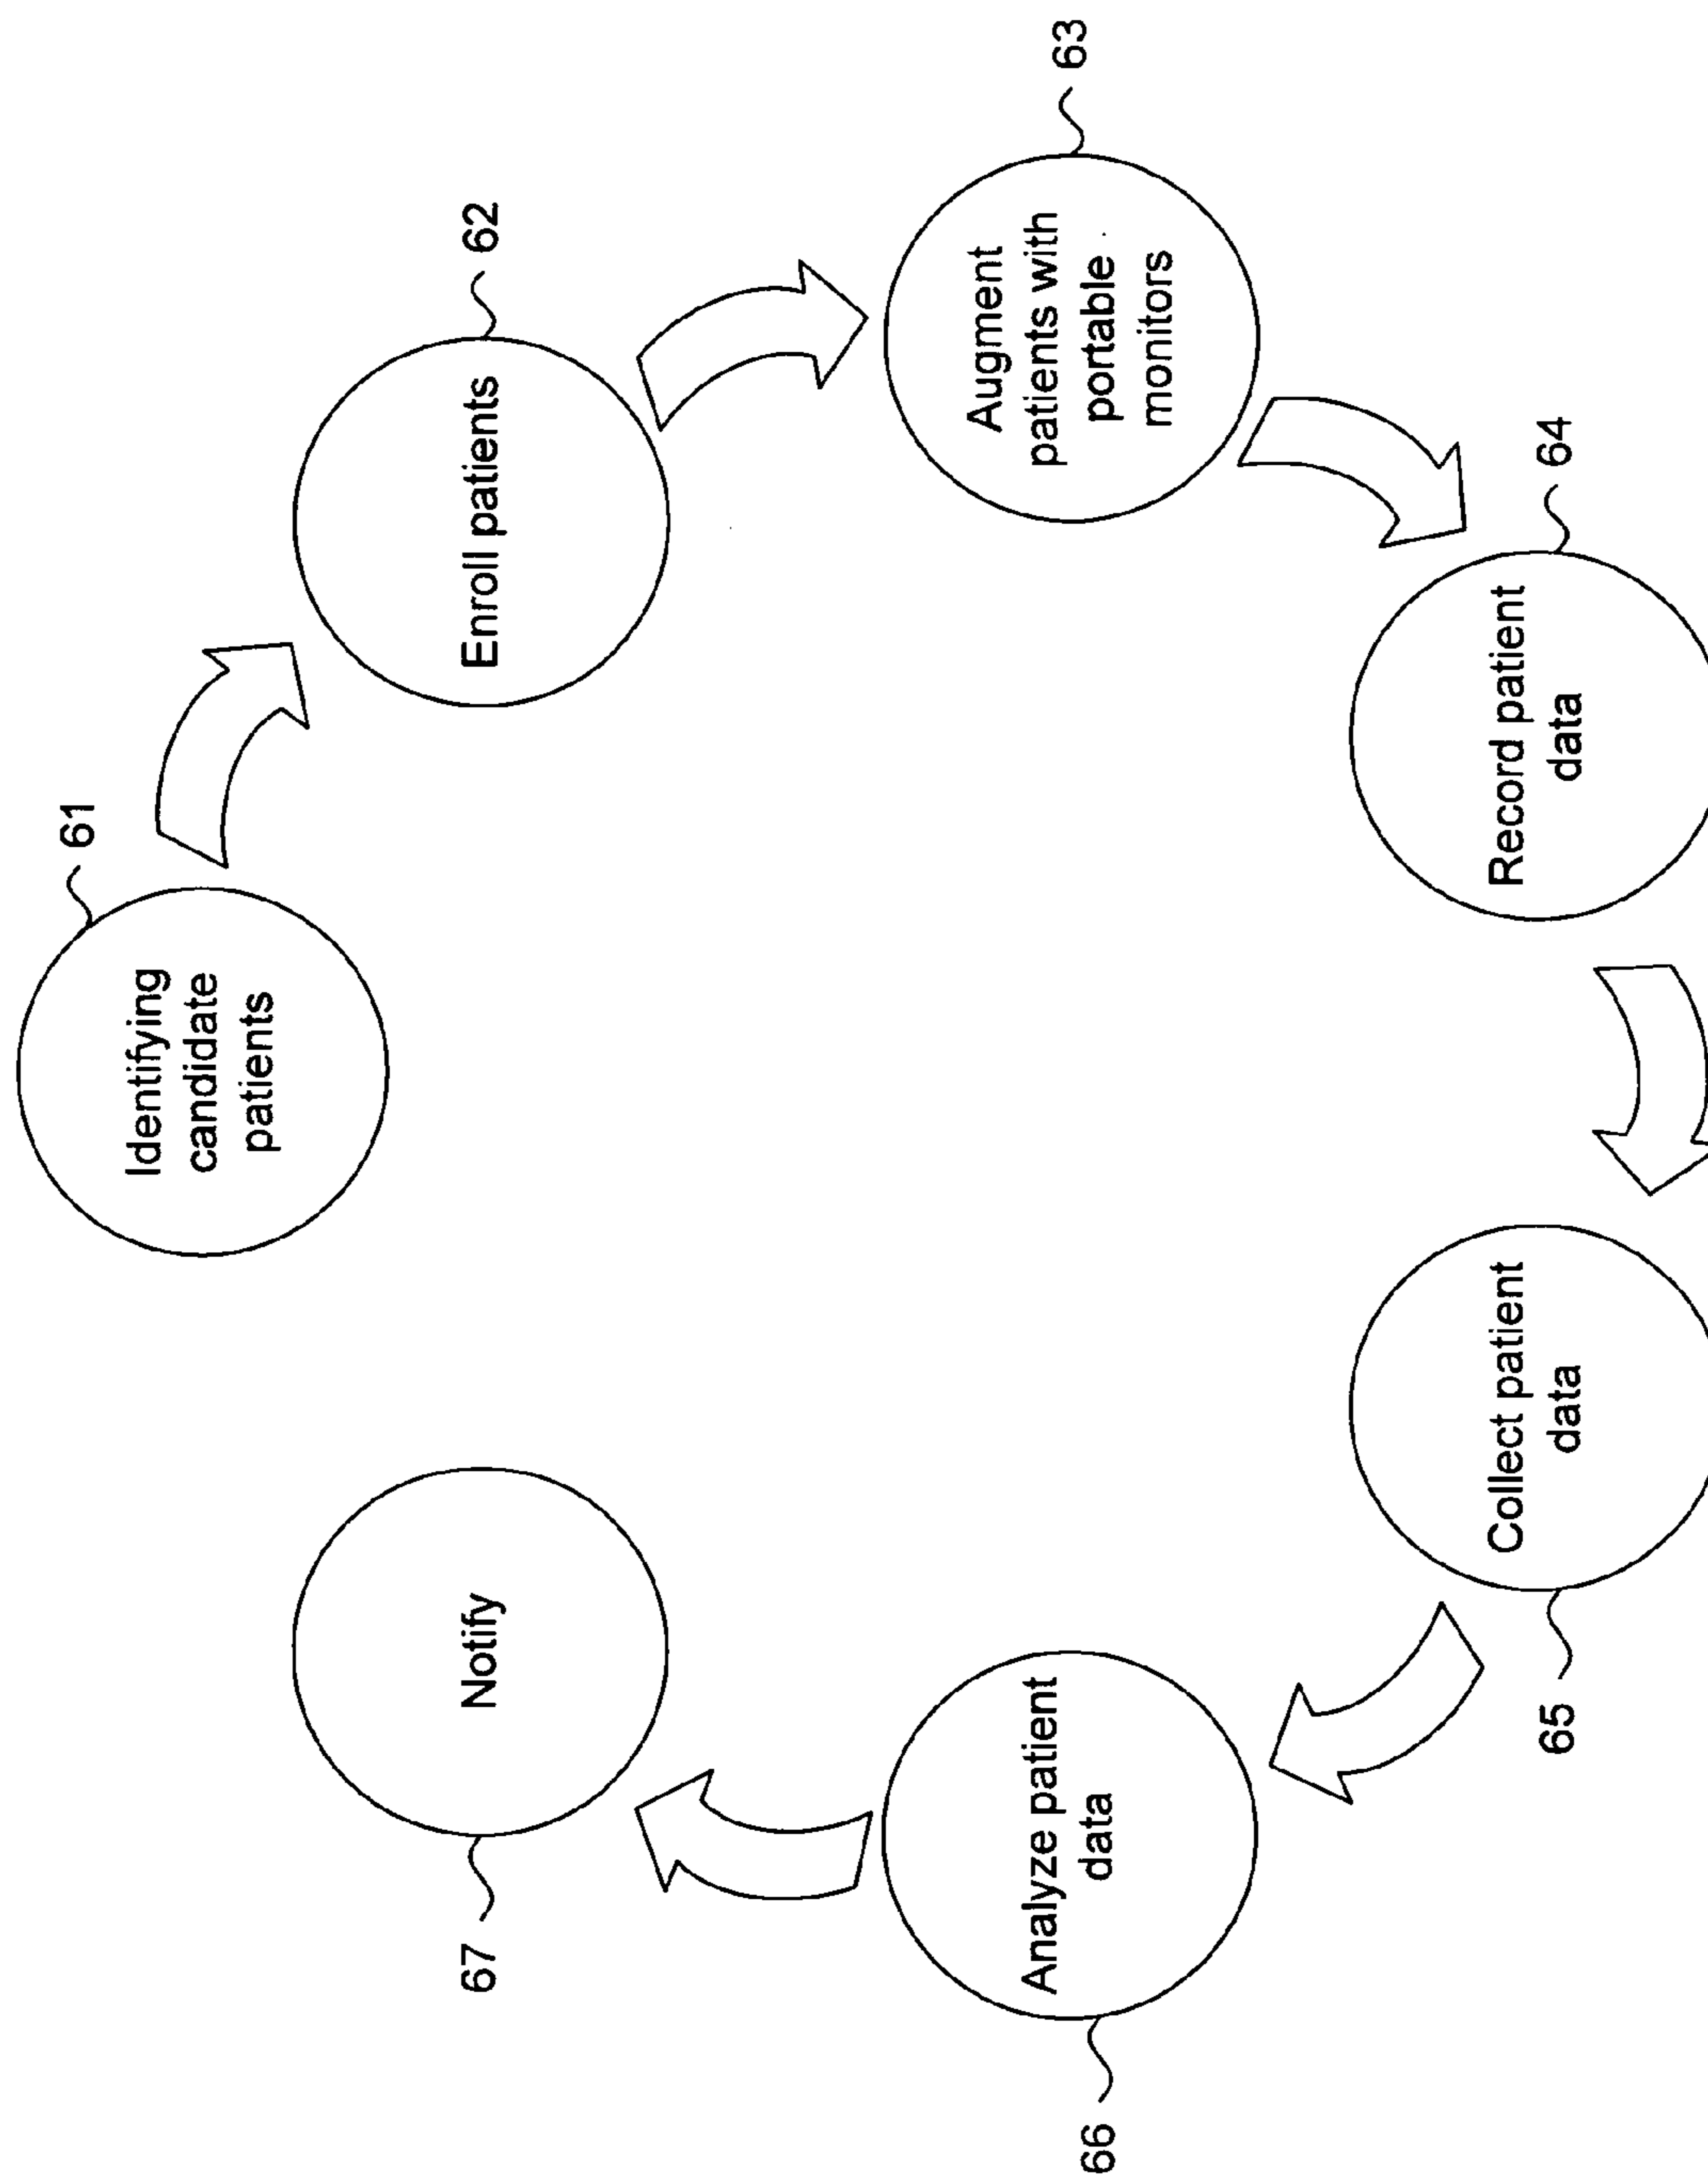 61
Identifying
candidate
patients
62
Enroll patients
63
Augment
patients with
portable
monitors
64
Record patient
data
65
Collect patient
data
66
Analyze patient
data
67
Notify